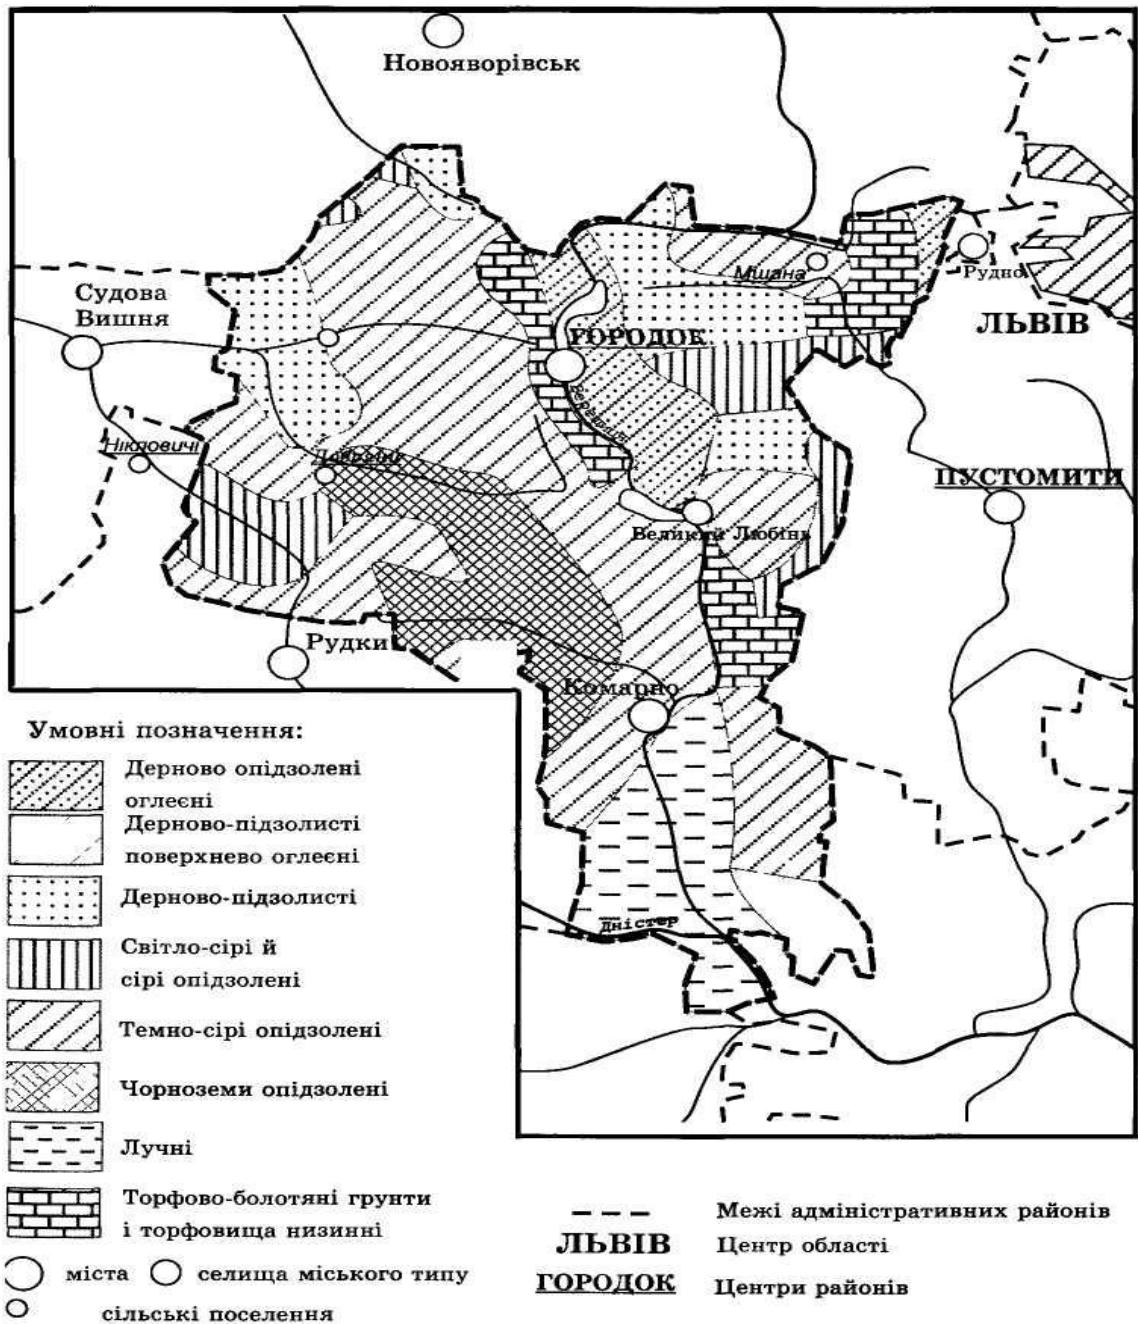 Новояворівськ
Судова
Вишня
Мшана
Рудно
ГОРОДОК
ЛЬВІВ
Верещиця
Нікловичі
ПУСТОМИТИ
Великий Любінь
Рудки
Комарно
Дністер
Умовні позначення:
Дерново опідзолені
оглеєні
Дерново-підзолисті
поверхнево оглеєні
Дерново-підзолисті
Світло-сірі й
сірі опідзолені
Темно-сірі опідзолені
Чорноземи опідзолені
Лучні
Торфово-болотяні грунти
і торфовища низинні
міста
селища міського типу
сільські поселення
Межі адміністративних районів
ЛЬВІВ
Центр області
ГОРОДОК
Центри районів